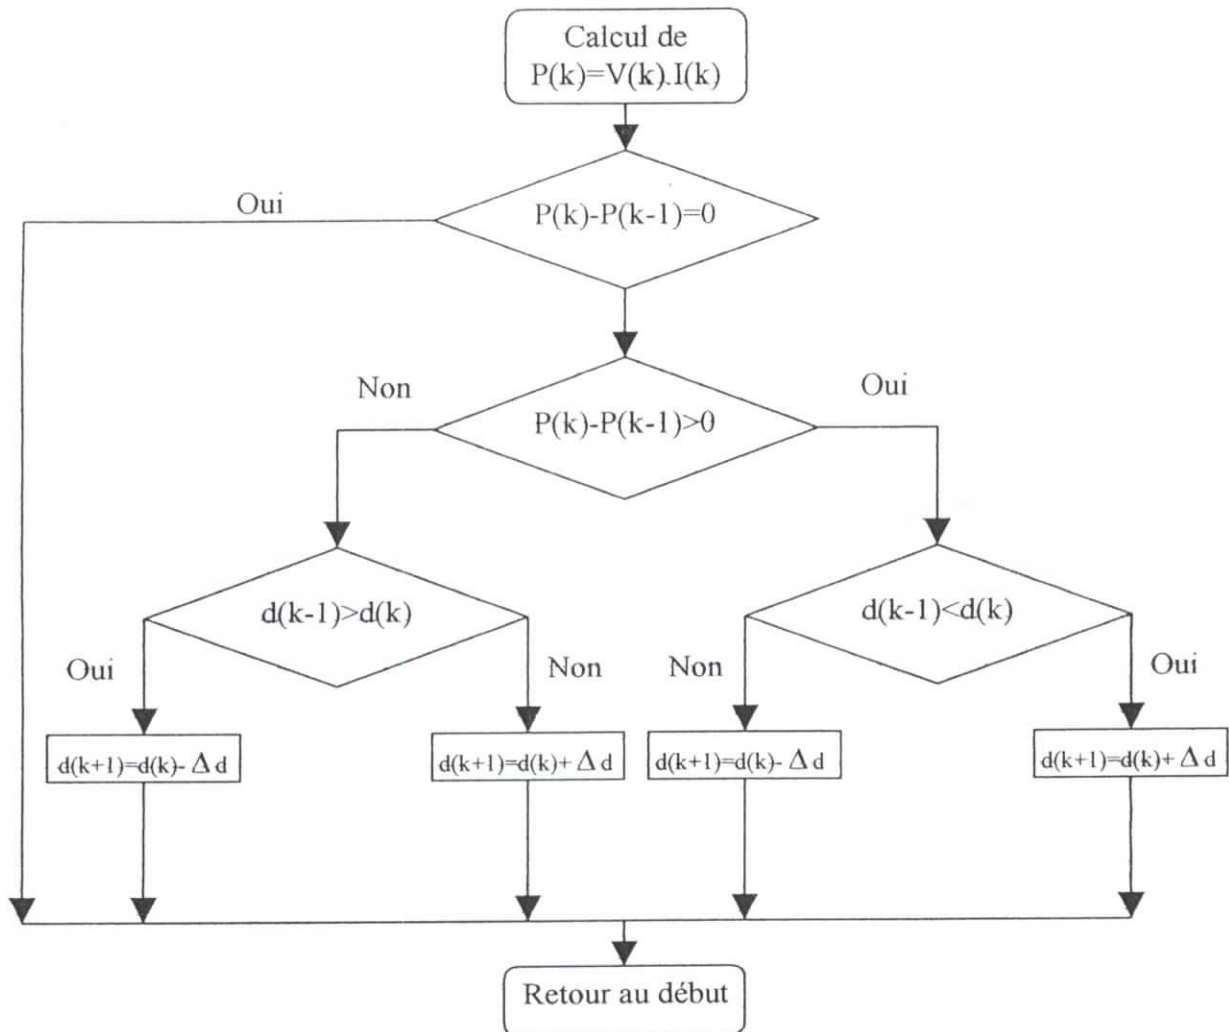 Calcul de
P(k)=V(k).I(k)
Oui
P(k)-P(k-1)=0
Non
Oui
P(k)-P(k-1)>0
d(k-1)>d(k)
d(k-1)<d(k)
Oui
Non
Non
Oui
d(k+1)=d(k)- Δ d
d(k+1)=d(k)+ Δ d
d(k+1)=d(k)- Δ d
d(k+1)=d(k)+ Δ d
Retour au début